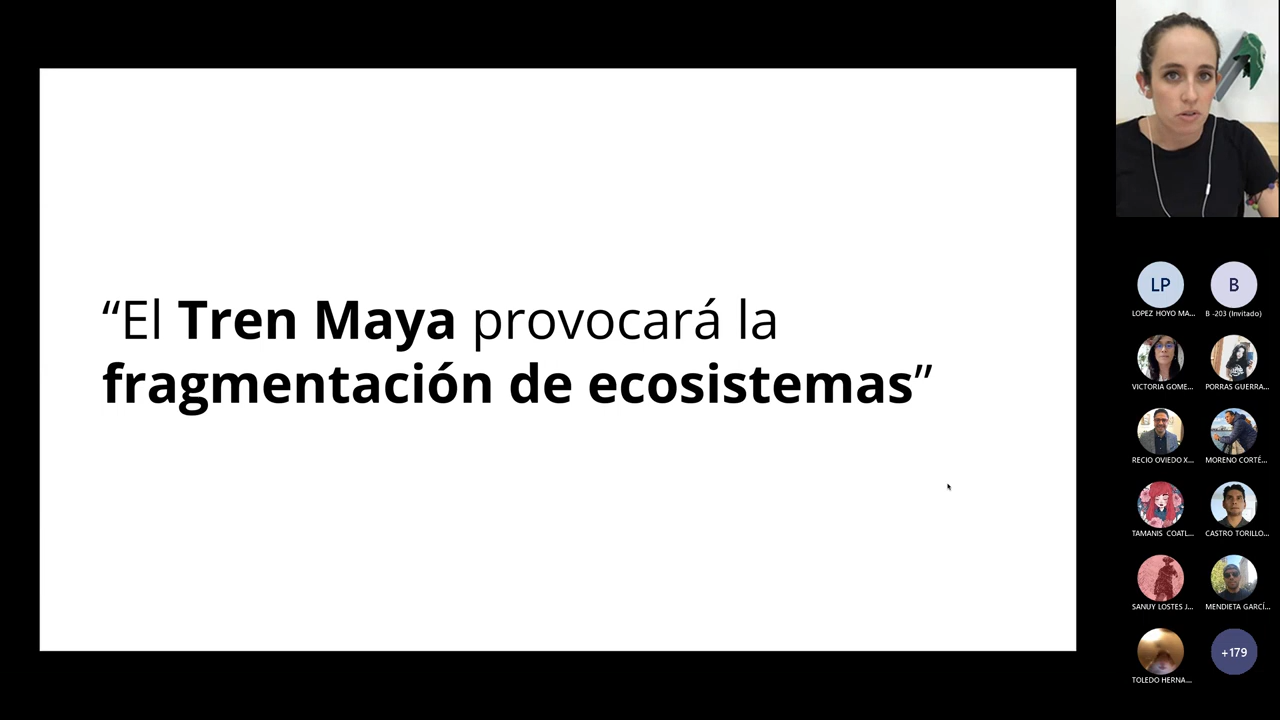 “El Tren Maya provocará la
fragmentación de ecosistemas”
LP
B
LOPEZ HOYO MA...
B -203 (Invitado)
VICTORIA GOME...
PORRAS GUERRA...
RECIO OVIEDO X...
MORENO CORTÉ...
TAMANIS COATL...
CASTRO TORILLO...
SANUY LOSTES J...
MENDIETA GARCÍ...
+179
TOLEDO HERNA...